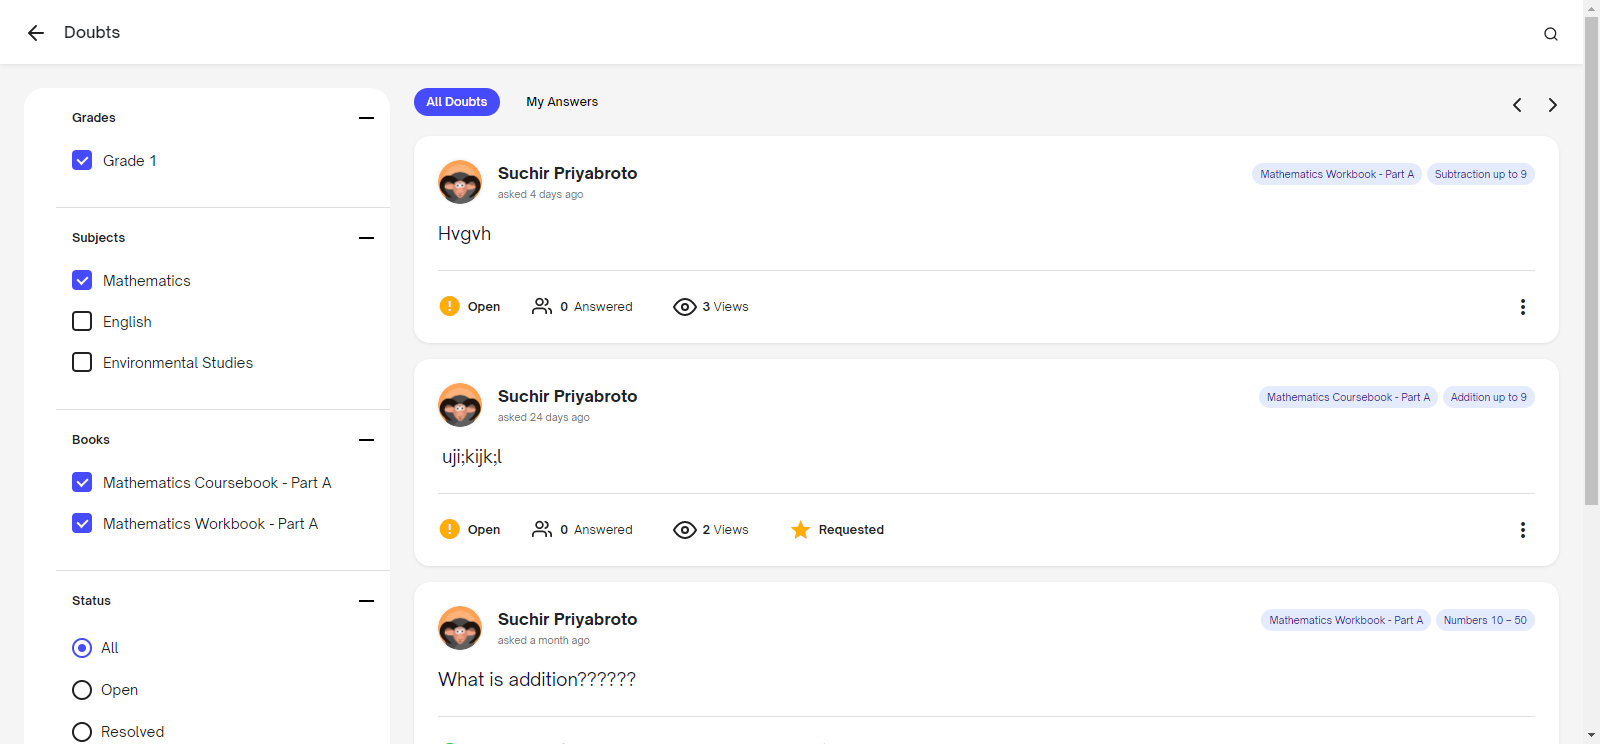 Doubts
Grades
Grade 1
Subjects
Mathematics
English
Environmental Studies
Books
Mathematics Coursebook - Part A
Mathematics Workbook - Part A
Status
All
Open
Resolved
All Doubts My Answers
Suchir Priyabroto Mathematics Workbook - Part A Subtraction up to 9
asked 4 days ago
Hvgvh
Open 0 Answered 3 Views
Suchir Priyabroto Mathematics Coursebook - Part A Addition up to 9
asked 24 days ago
uji;kijk;l
Open 0 Answered 2 Views Requested
Suchir Priyabroto Mathematics Workbook - Part A Numbers 10 – 50
asked a month ago
What is addition??????